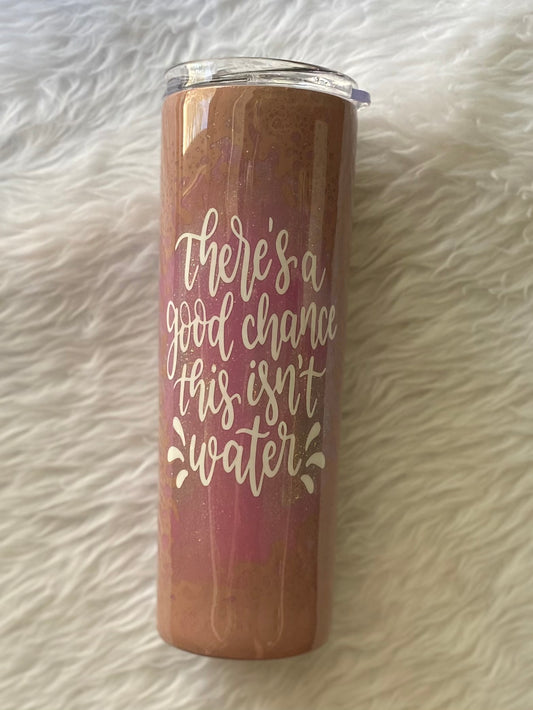 there's a
good chance
this isn't
water